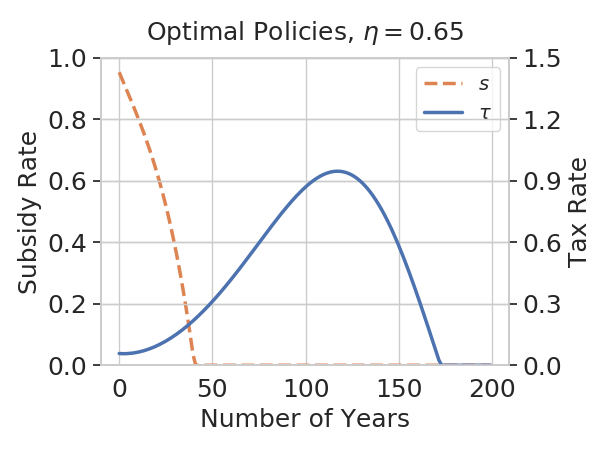 Optimal Policies, η = 0.65
s
τ
Subsidy Rate
1.0
0.8
0.6
0.4
0.2
0.0
1.5
1.2
0.9
0.6
0.3
0.0
Tax Rate
0 50 100 150 200
Number of Years